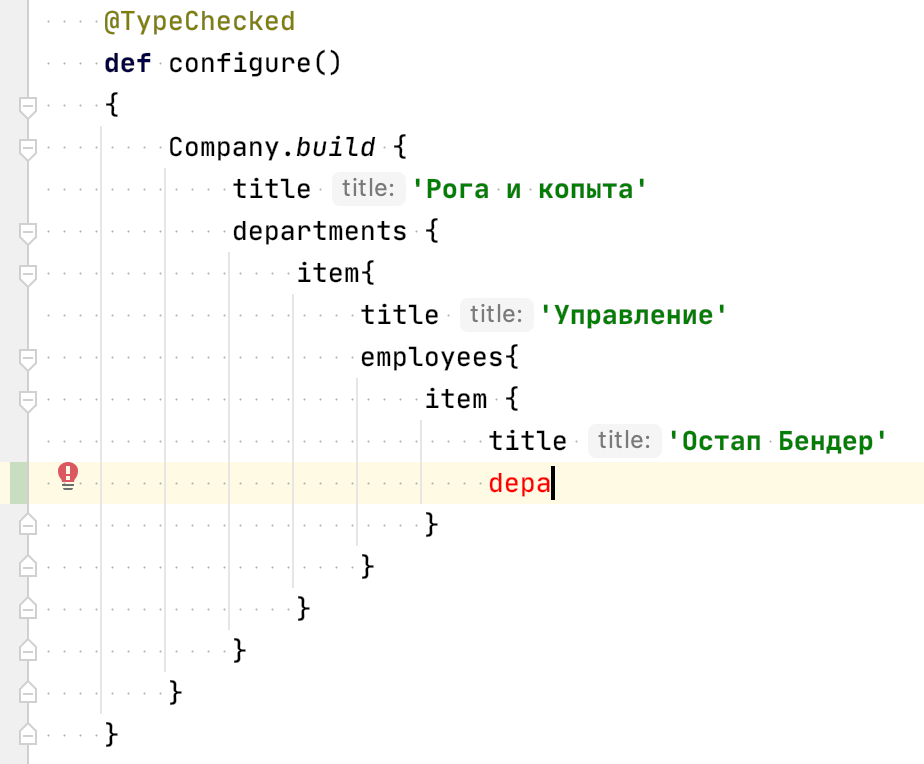 @TypeChecked
def configure()
{
Company.build {
title title: 'Рога и копыта'
departments {
item{
title title: 'Управление'
employees{
item {
title title: 'Остап Бендер'
depa
}
}
}
}
}
}